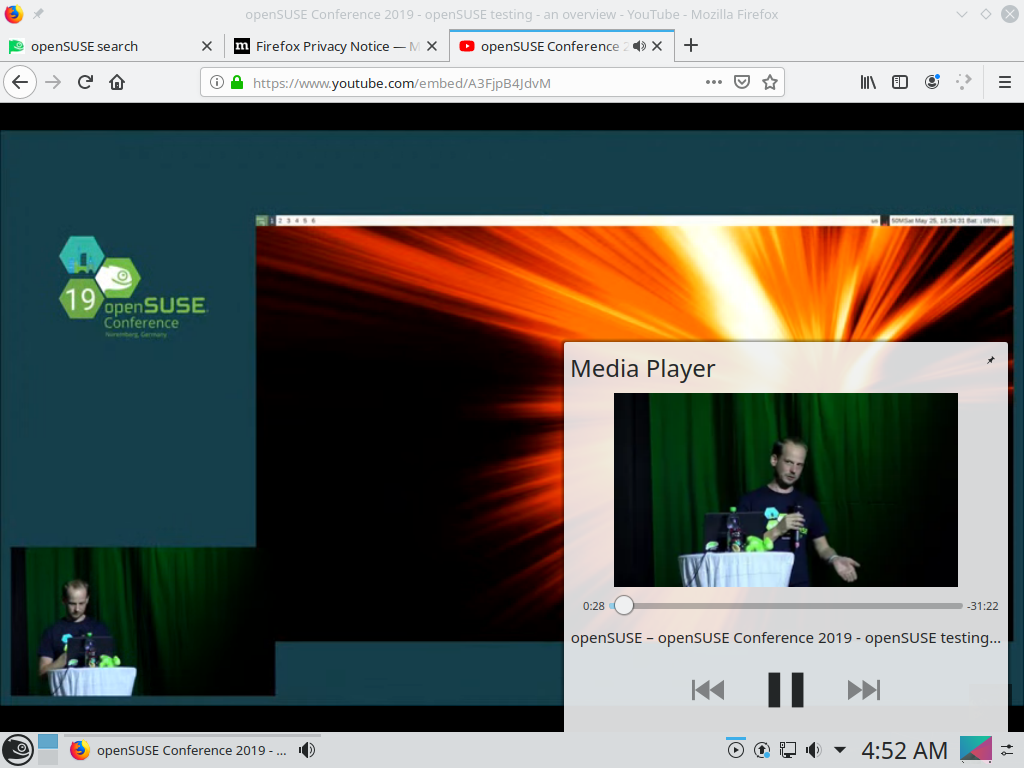 openSUSE Conference 2019 - openSUSE testing - an overview - YouTube - Mozilla Firefox
openSUSE search
Firefox Privacy Notice — M
openSUSE Conference 2
https://www.youtube.com/embed/A3FjpB4JdvM
1 2 3 4 5 6
us
50MSat May 25, 15:34:31 Bat: ↓88%↓
19
openSUSE
Conference
Nuremberg, Germany
Media Player
0:28
-31:22
openSUSE – openSUSE Conference 2019 - openSUSE testing...
openSUSE Conference 2019 - ...
4:52 AM